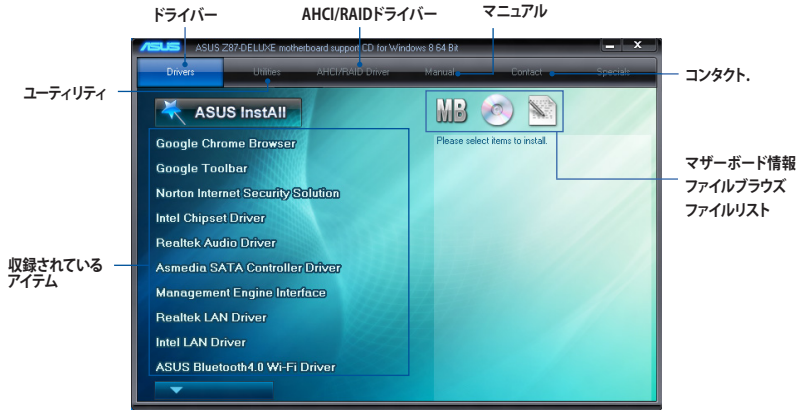 ドライバー
AHCI/RAIDドライバー
マニュアル
ASUS
ASUS Z87-DELUXE motherboard support CD for Windows 8 64 Bit
Drivers
Utilities
AHCI/RAID Driver
Manual
Contact
Specials
コンタクト.
ユーティリティ
ASUS InstAll
MB
Please select items to install.
Google Chrome Browser
Google Toolbar
Norton Internet Security Solution
Intel Chipset Driver
Realtek Audio Driver
Asmedia SATA Controller Driver
Management Engine Interface
Realtek LAN Driver
Intel LAN Driver
ASUS Bluetooth4.0 Wi-Fi Driver
マザーボード情報
ファイルブラウズ
ファイルリスト
収録されている
アイテム